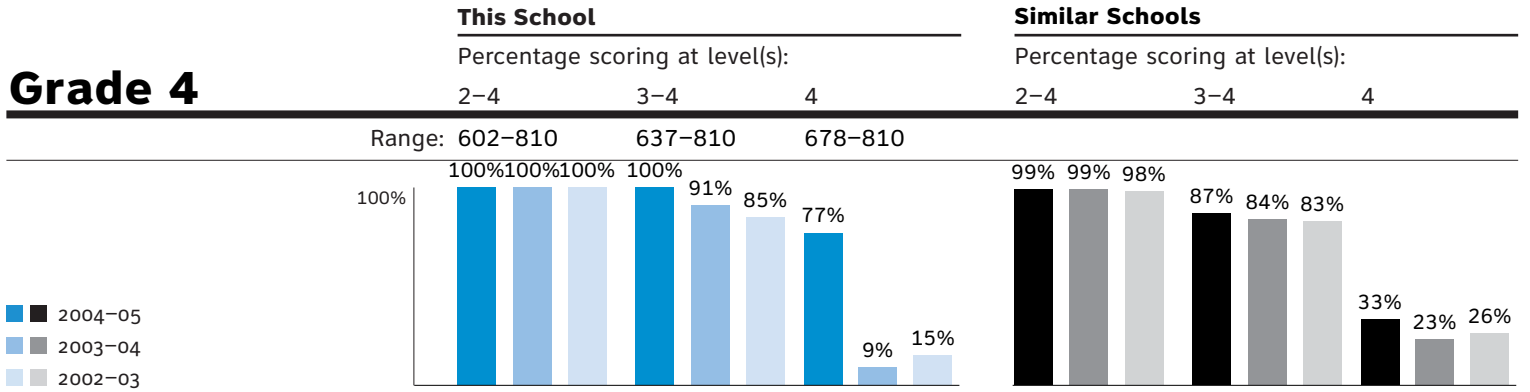 This School Similar Schools
Percentage scoring at level(s): Percentage scoring at level(s):
Grade 4 2–4 3–4 4 2–4 3–4 4
Range: 602–810 637–810 678–810
100% 100% 100% 100% 91% 85% 77% 9% 15% 99% 99% 98% 87% 84% 83% 33% 23% 26%
100%
2004–05
2003–04
2002–03